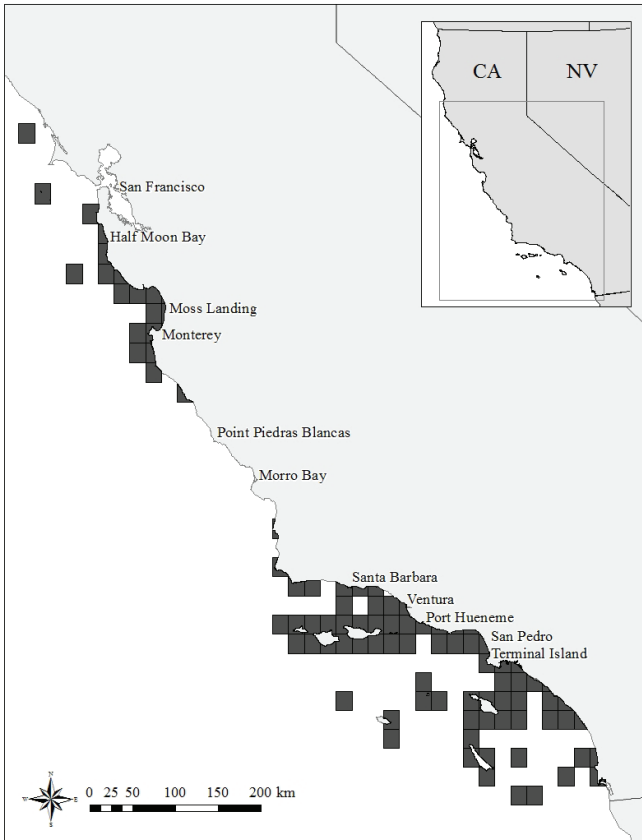 CA
NV
San Francisco
Half Moon Bay
Moss Landing
Monterey
Point Piedras Blancas
Morro Bay
Santa Barbara
Ventura
Port Hueneme
San Pedro
Terminal Island
N
W
E
S
0 25 50 100 150 200 km